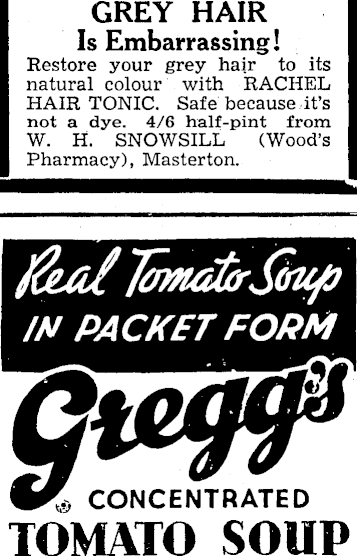 GREY HAIR
Is Embarrassing!
Restore your grey hair to its
natural colour with RACHEL
HAIR TONIC. Safe because it's
not a dye. 4/6 half-pint from
W. H. SNOWSILL (Wood's
Pharmacy), Masterton.
Real Tomato Soup
IN PACKET FORM
Gregg's
CONCENTRATED
TOMATO SOUP